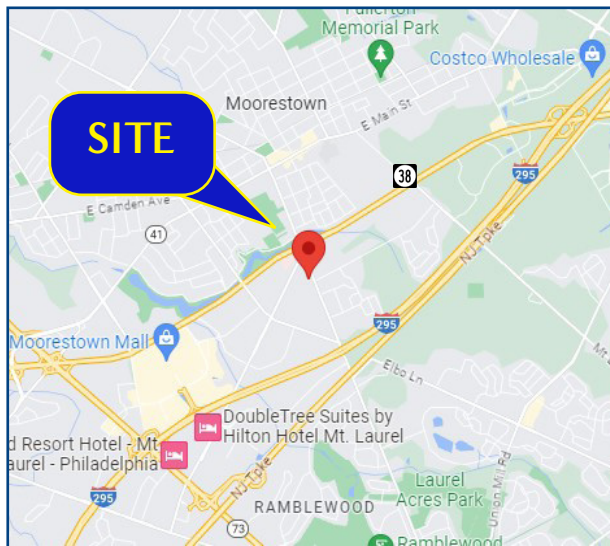 Fullerton
Memorial Park
Costco Wholesale
Moorestown
E Main St
SITE
38
295
E Camden Ave
41
NJ Tpke
295
Moorestown Mall
Elbo Ln
Mt
DoubleTree Suites by
Hilton Hotel Mt. Laurel
d Resort Hotel - Mt
aurel - Philadelphia
295
NJ Tpke
Laurel
Acres Park
Union Mill Rd
RAMBLEWOOD
73
Ramblewood